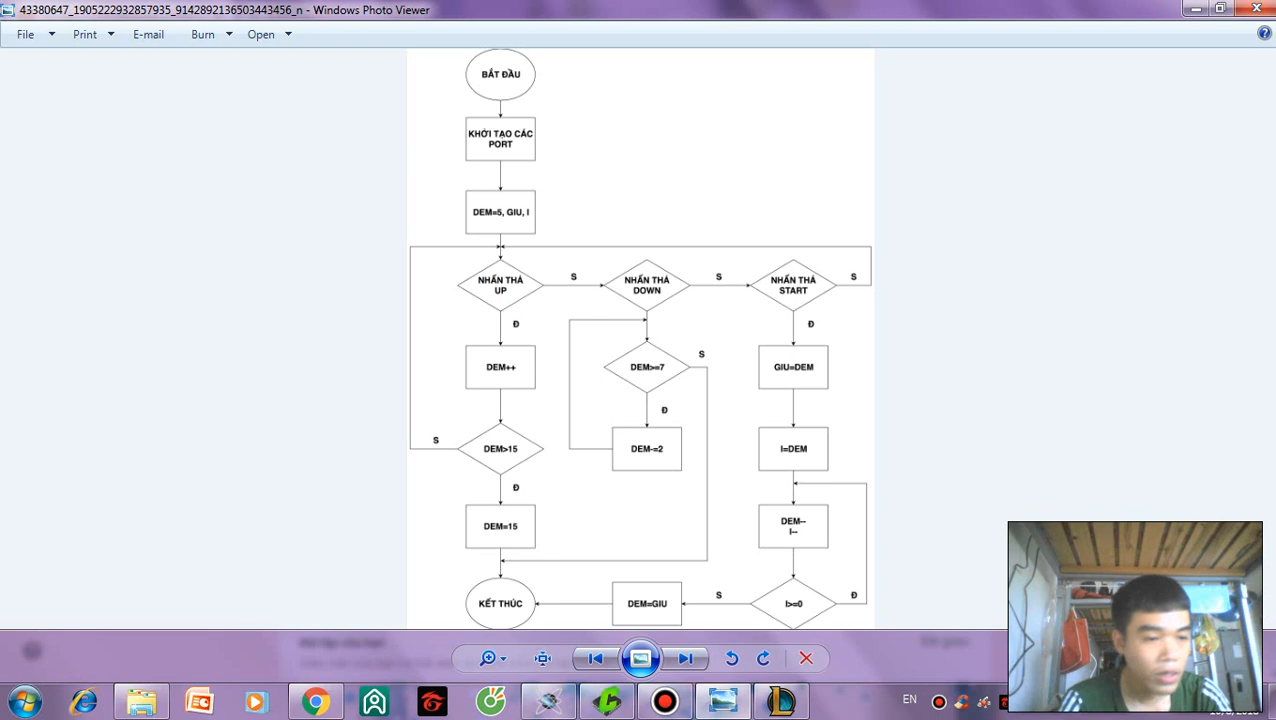 43380647_1905222932857935_9142892136503443456_n - Windows Photo Viewer
File Print E-mail Burn Open
BẮT ĐẦU
KHỞI TẠO CÁC
PORT
DEM=5, GIU, I
NHẤN THẢ
UP
S
NHẤN THẢ
DOWN
S
NHẤN THẢ
START
S
Đ
Đ
DEM++
DEM>=7
S
GIU=DEM
Đ
S
DEM>15
DEM-=2
I=DEM
Đ
DEM=15
DEM--
I--
KẾT THÚC
DEM=GIU
S
I>=0
Đ
EN